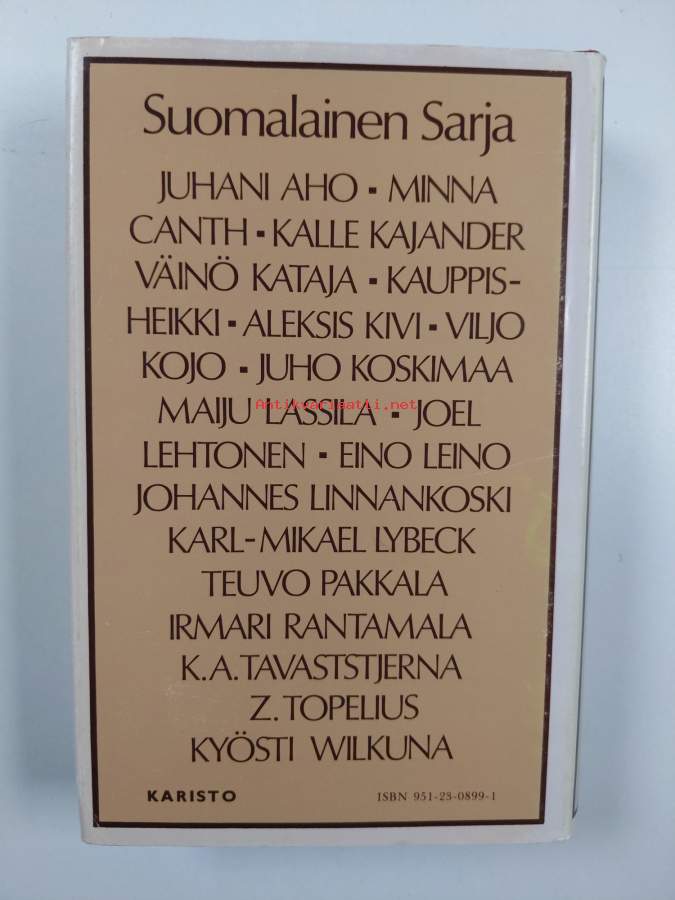 Suomalainen Sarja
JUHANI AHO ▪ MINNA
CANTH ▪ KALLE KAJANDER
VÄINÖ KATAJA ▪ KAUPPIS-
HEIKKI ▪ ALEKSIS KIVI ▪ VILJO
KOJO ▪ JUHO KOSKIMAA
MAIJU LASSILA ▪ JOEL
Antikvariaatti.net
LEHTONEN ▪ EINO LEINO
JOHANNES LINNANKOSKI
KARL-MIKAEL LYBECK
TEUVO PAKKALA
IRMARI RANTAMALA
K.A.TAVASTSTJERNA
Z.TOPELIUS
KYÖSTI WILKUNA
KARISTO ISBN 951-23-0899-1